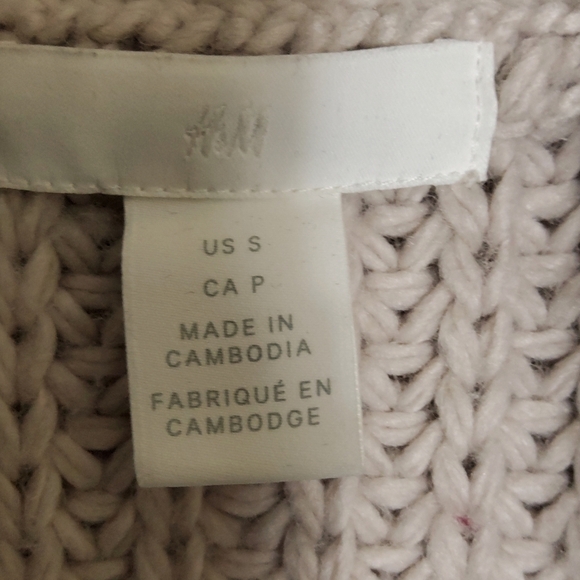 H&M
US S
CA P
MADE IN
CAMBODIA
FABRIQUÉ EN
CAMBODGE